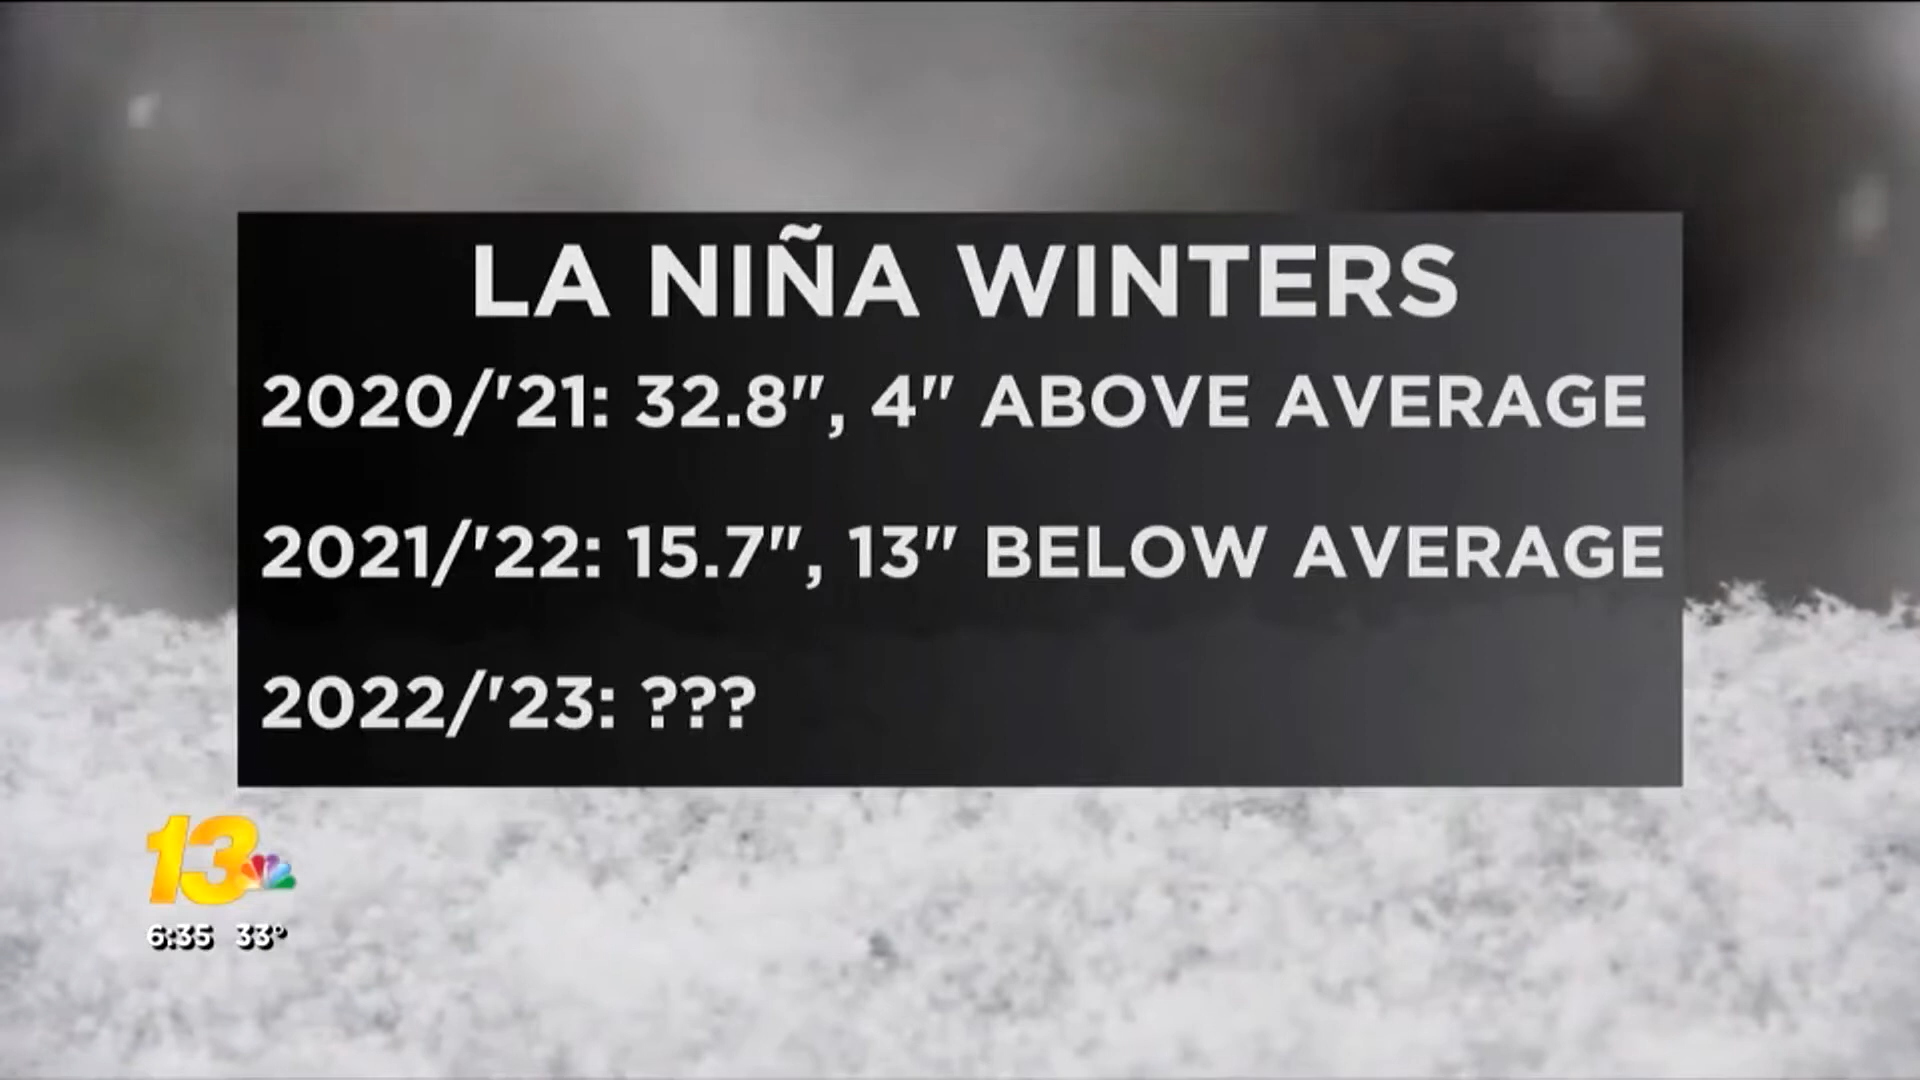 LA NIÑA WINTERS
2020/'21: 32.8", 4" ABOVE AVERAGE
2021/'22: 15.7", 13" BELOW AVERAGE
2022/'23: ???
13
6:35 33°